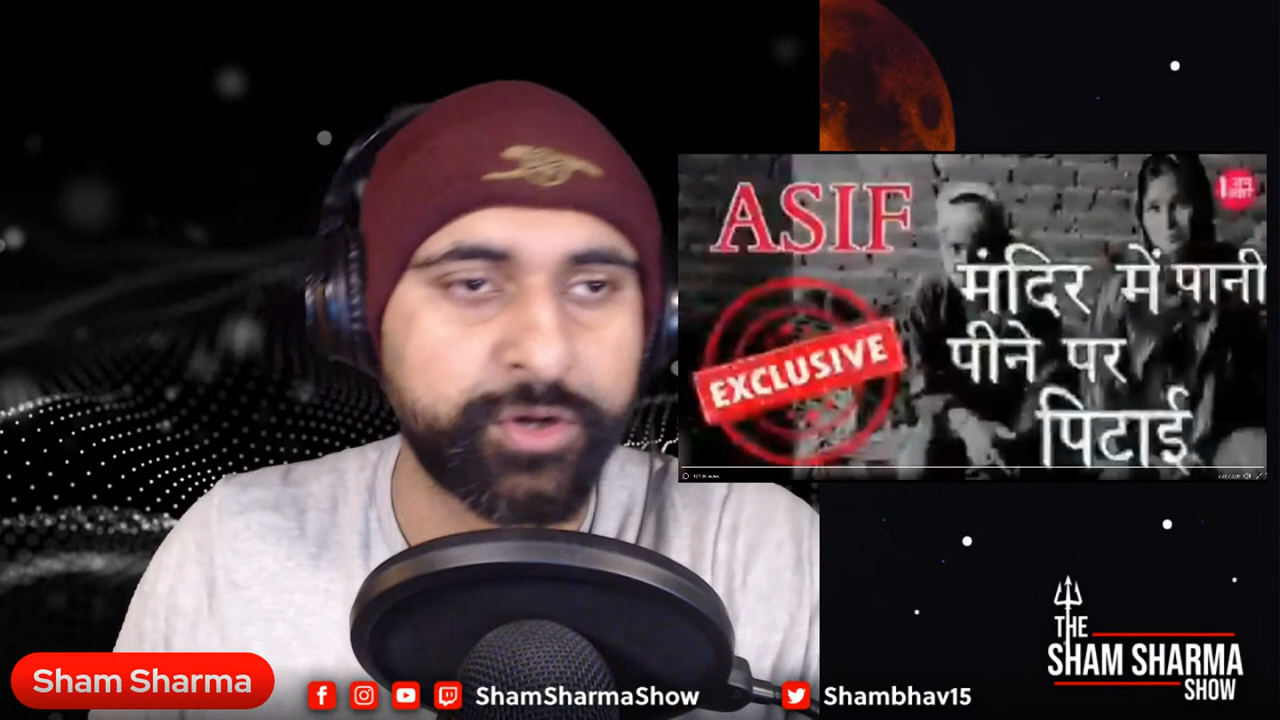 ASIF
मंदिर में पानी
पीने पर
पिटाई
EXCLUSIVE
THE
SHAM SHARMA
SHOW
Sham Sharma
ShamSharmaShow
Shambhav15